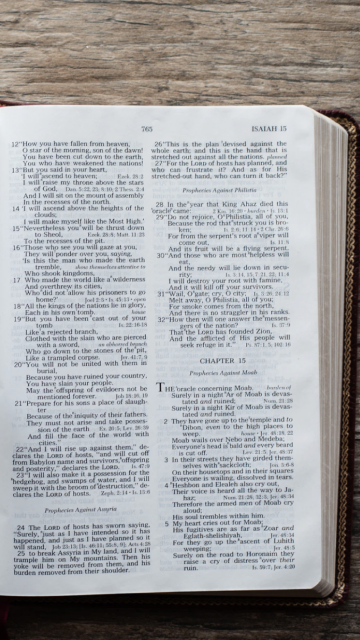 765
ISAIAH 15
12"How you have fallen from heaven,
O star of the morning, son of the dawn!
You have been cut down to the earth,
You who have weakened the nations!
13"But you said in your heart,
'I will ascend to heaven;
I will raise my throne above the stars
of God,
And I will sit on the mount of assembly
In the recesses of the north.
14 'I will ascend above the heights of the
clouds;
I will make myself like the Most High.'
15"Nevertheless you will be thrust down
to Sheol,
To the recesses of the pit.
16"Those who see you will gaze at you,
They will ponder over you, saying,
'Is this the man who made the earth
tremble,
Who shook kingdoms,
17 Who made the world like a wilderness
And overthrew its cities,
Who did not allow his prisoners to go
home?'
18"All the kings of the nations lie in glory,
Each in his own tomb.
19"But you have been cast out of your
tomb
Like a rejected branch,
Clothed with the slain who are pierced
with a sword,
Who go down to the stones of the pit,
Like a trampled corpse.
20"You will not be united with them in
burial,
Because you have ruined your country,
You have slain your people.
May the offspring of evildoers not be
mentioned forever.
21"Prepare for his sons a place of slaugh-
ter
Because of the iniquity of their fathers.
They must not arise and take posses-
sion of the earth
And fill the face of the world with
cities."
22"And I will rise up against them," de-
clares the LORD of hosts, "and will cut off
from Babylon name and survivors, offspring
and posterity," declares the LORD.
23"I will also make it a possession for the
hedgehog, and swamps of water, and I will
sweep it with the broom of destruction," de-
clares the LORD of hosts.
Prophecies Against Assyria
24 The LORD of hosts has sworn saying,
"Surely, just as I have intended so it has
happened, and just as I have planned so it
will stand,
25 to break Assyria in My land, and I will
trample him on My mountains. Then his
yoke will be removed from them, and his
burden removed from their shoulder.
26"This is the plan devised against the
whole earth; and this is the hand that is
stretched out against all the nations.
27"For the LORD of hosts has planned, and
who can frustrate it? And as for His
stretched-out hand, who can turn it back?"
Prophecies Against Philistia
28 In the year that King Ahaz died this
oracle came:
29"Do not rejoice, O Philistia, all of you,
Because the rod that struck you is bro-
ken;
For from the serpent's root a viper will
come out,
And its fruit will be a flying serpent.
30"And those who are most helpless will
eat,
And the needy will lie down in secu-
rity;
I will destroy your root with famine,
And it will kill off your survivors.
31"Wail, O gate; cry, O city;
Melt away, O Philistia, all of you;
For smoke comes from the north,
And there is no straggler in his ranks.
32"How then will one answer the messen-
gers of the nation?
That the LORD has founded Zion,
And the afflicted of His people will
seek refuge in it."
CHAPTER 15
Prophecies Against Moab
THE oracle concerning Moab.
Surely in a night Ar of Moab is devas-
tated and ruined;
Surely in a night Kir of Moab is devas-
tated and ruined.
2 They have gone up to the temple and to
Dibon, even to the high places to
weep.
Moab wails over Nebo and Medeba;
Everyone's head is bald and every beard
is cut off.
3 In their streets they have girded them-
selves with sackcloth;
On their housetops and in their squares
Everyone is wailing, dissolved in tears.
4 Heshbon and Elealeh also cry out,
Their voice is heard all the way to Ja-
haz;
Therefore the armed men of Moab cry
aloud;
His soul trembles within him.
5 My heart cries out for Moab;
His fugitives are as far as Zoar and
Eglath-shelishiyah,
For they go up the ascent of Luhith
weeping;
Surely on the road to Horonaim they
raise a cry of distress over their
ruin.